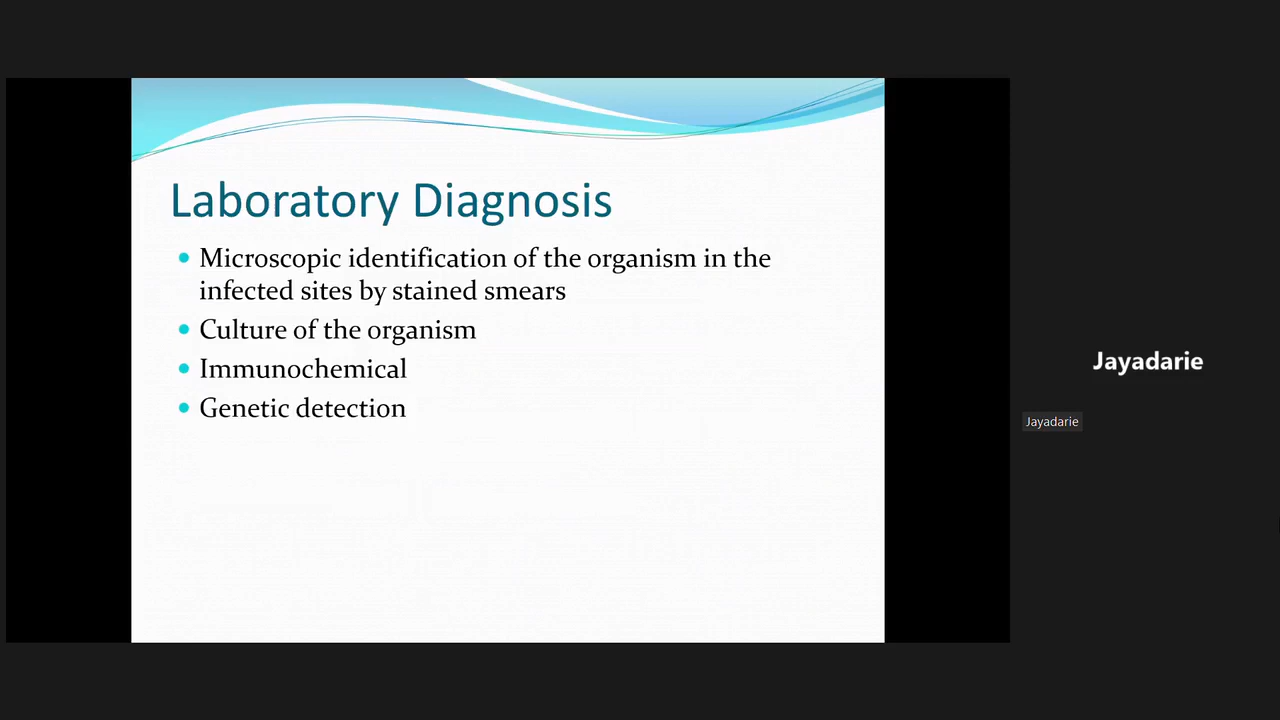 Laboratory Diagnosis
Microscopic identification of the organism in the
infected sites by stained smears
Culture of the organism
Immunochemical
Genetic detection
Jayadarie
Jayadarie